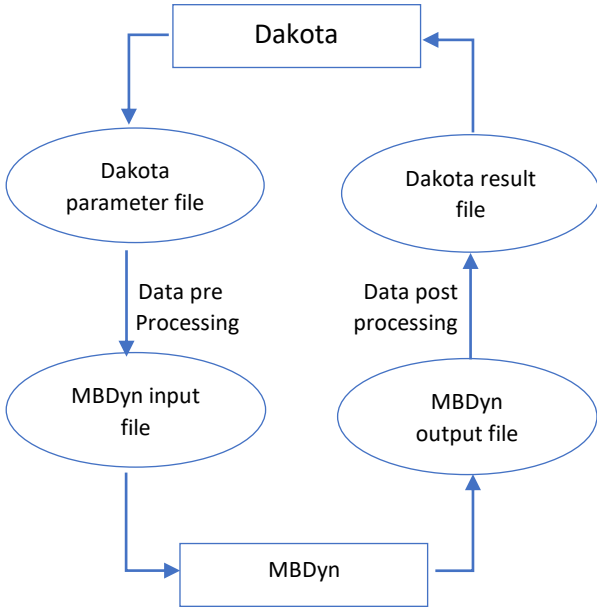 Dakota
Dakota
parameter file
Dakota result
file
Data pre
Processing
Data post
processing
MBDyn input
file
MBDyn
output file
MBDyn